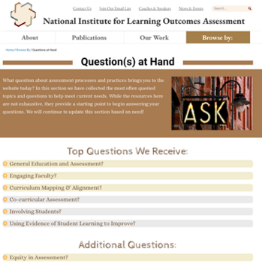 Contact Us Join Our Email List Coaches & Speakers News & Events
National Institute for Learning Outcomes Assessment
About Publications Our Work Browse by:
Home / Browse By / Question(s) at Hand
Question(s) at Hand
What question about assessment processes and practices brings you to the
website today? In this section we have collected the most often queried
topics and questions to help meet current needs. While the resources here
are not exhaustive, they provide a starting point to begin answering your
questions. We will continue to update this section based on need!
ASK
Top Questions We Receive:
General Education and Assessment?
Engaging Faculty?
Curriculum Mapping & Alignment?
Co-curricular Assessment?
Involving Students?
Using Evidence of Student Learning to Improve?
Additional Questions:
Equity in Assessment?